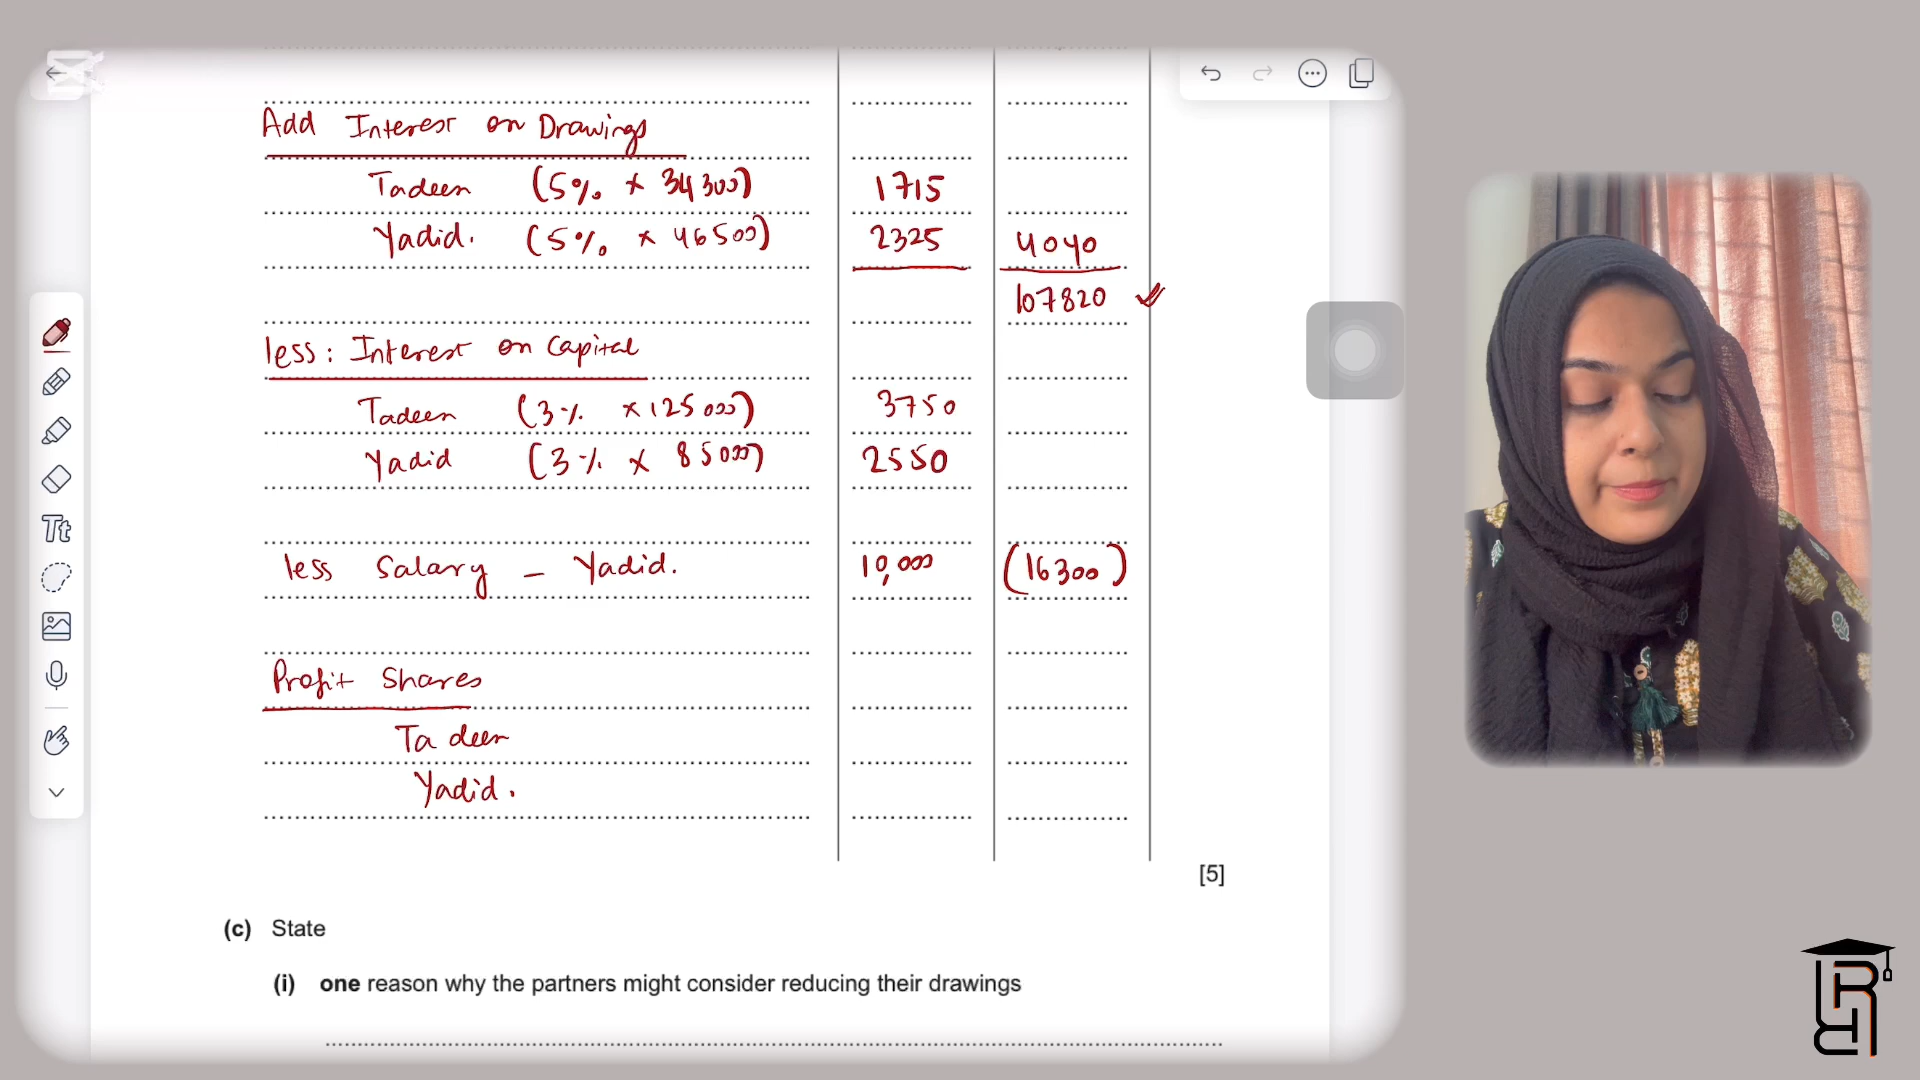 Add Interest on Drawings
Tadeen (5% × 34300) 1715
Yadid. (5% × 46500) 2325 4040
107820
less: Interest on Capital
Tadeen (3% × 125000) 3750
Yadid (3% × 85000) 2550
less Salary – Yadid. 10,000 (16300)
Profit Shares
Tadeen
Yadid.
[5]
(c) State
(i) one reason why the partners might consider reducing their drawings
Tt